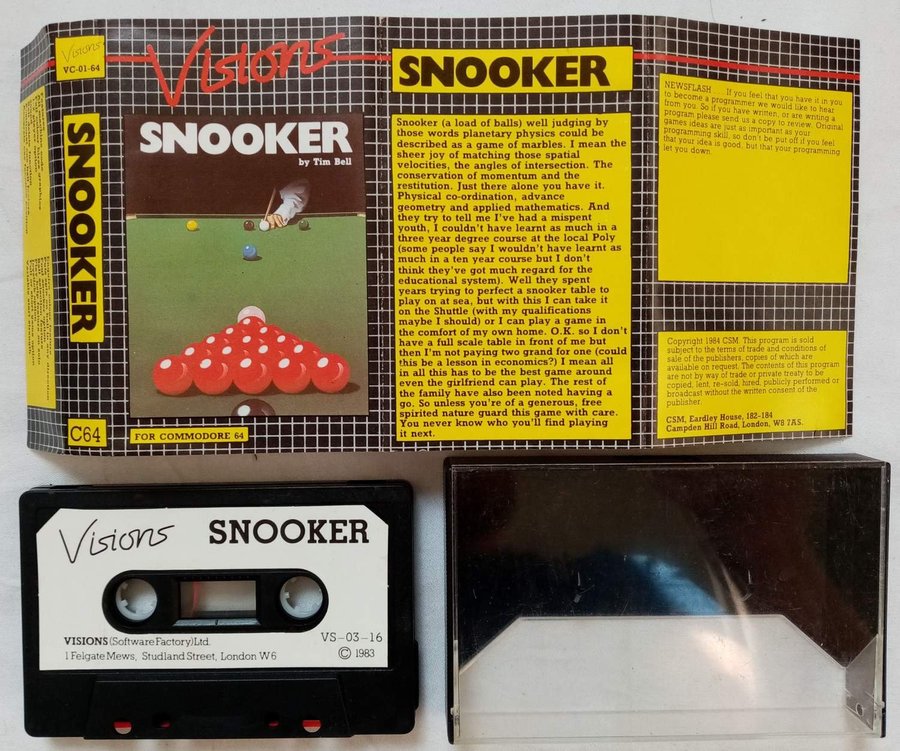 Visions
VC-01-64
SNOOKER
C64
Visions
SNOOKER
by Tim Bell
FOR COMMODORE 64
SNOOKER
Snooker (a load of balls) well judging by
those words planetary physics could be
described as a game of marbles. I mean the
sheer joy of matching those spatial
velocities, the angles of intersection. The
conservation of momentum and the
restitution. Just there alone you have it.
Physical co-ordination, advance
geometry and applied mathematics. And
they try to tell me I've had a mispent
youth, I couldn't have learnt as much in a
three year degree course at the local Poly
(some people say I wouldn't have learnt as
much in a ten year course but I don't
think they've got much regard for the
educational system). Well they spent
years trying to perfect a snooker table to
play on at sea, but with this I can take it
on the Shuttle (with my qualifications
maybe I should) or I can play a game in
the comfort of my own home. O.K. so I don't
have a full scale table in front of me but
then I'm not paying two grand for one (could
this be a lesson in economics?) I mean all
in all this has to be the best game around
even the girlfriend can play. The rest of
the family have also been noted having a
go. So unless you're of a generous, free
spirited nature guard this game with care.
You never know who you'll find playing
it next.
NEWSFLASH . . . If you feel that you have it in you
to become a programmer we would like to hear
from you. So if you have written, or are writing a
program please send us a copy to review. Original
games ideas are just as important as your
programming skill, so don't be put off if you feel
that your idea is good, but that your programming
let you down.
Copyright 1984 CSM. This program is sold
subject to the terms of trade and conditions of
sale of the publishers, copies of which are
available on request. The contents of this program
are not by way of trade or private treaty to be
copied, lent, re-sold, hired, publicly performed or
broadcast without the written consent of the
publisher.
CSM, Eardley House, 182-184
Campden Hill Road, London, W8 7AS.
Visions SNOOKER
VISIONS (Software Factory) Ltd.
1 Felgate Mews, Studland Street, London W6
VS-03-16
© 1983